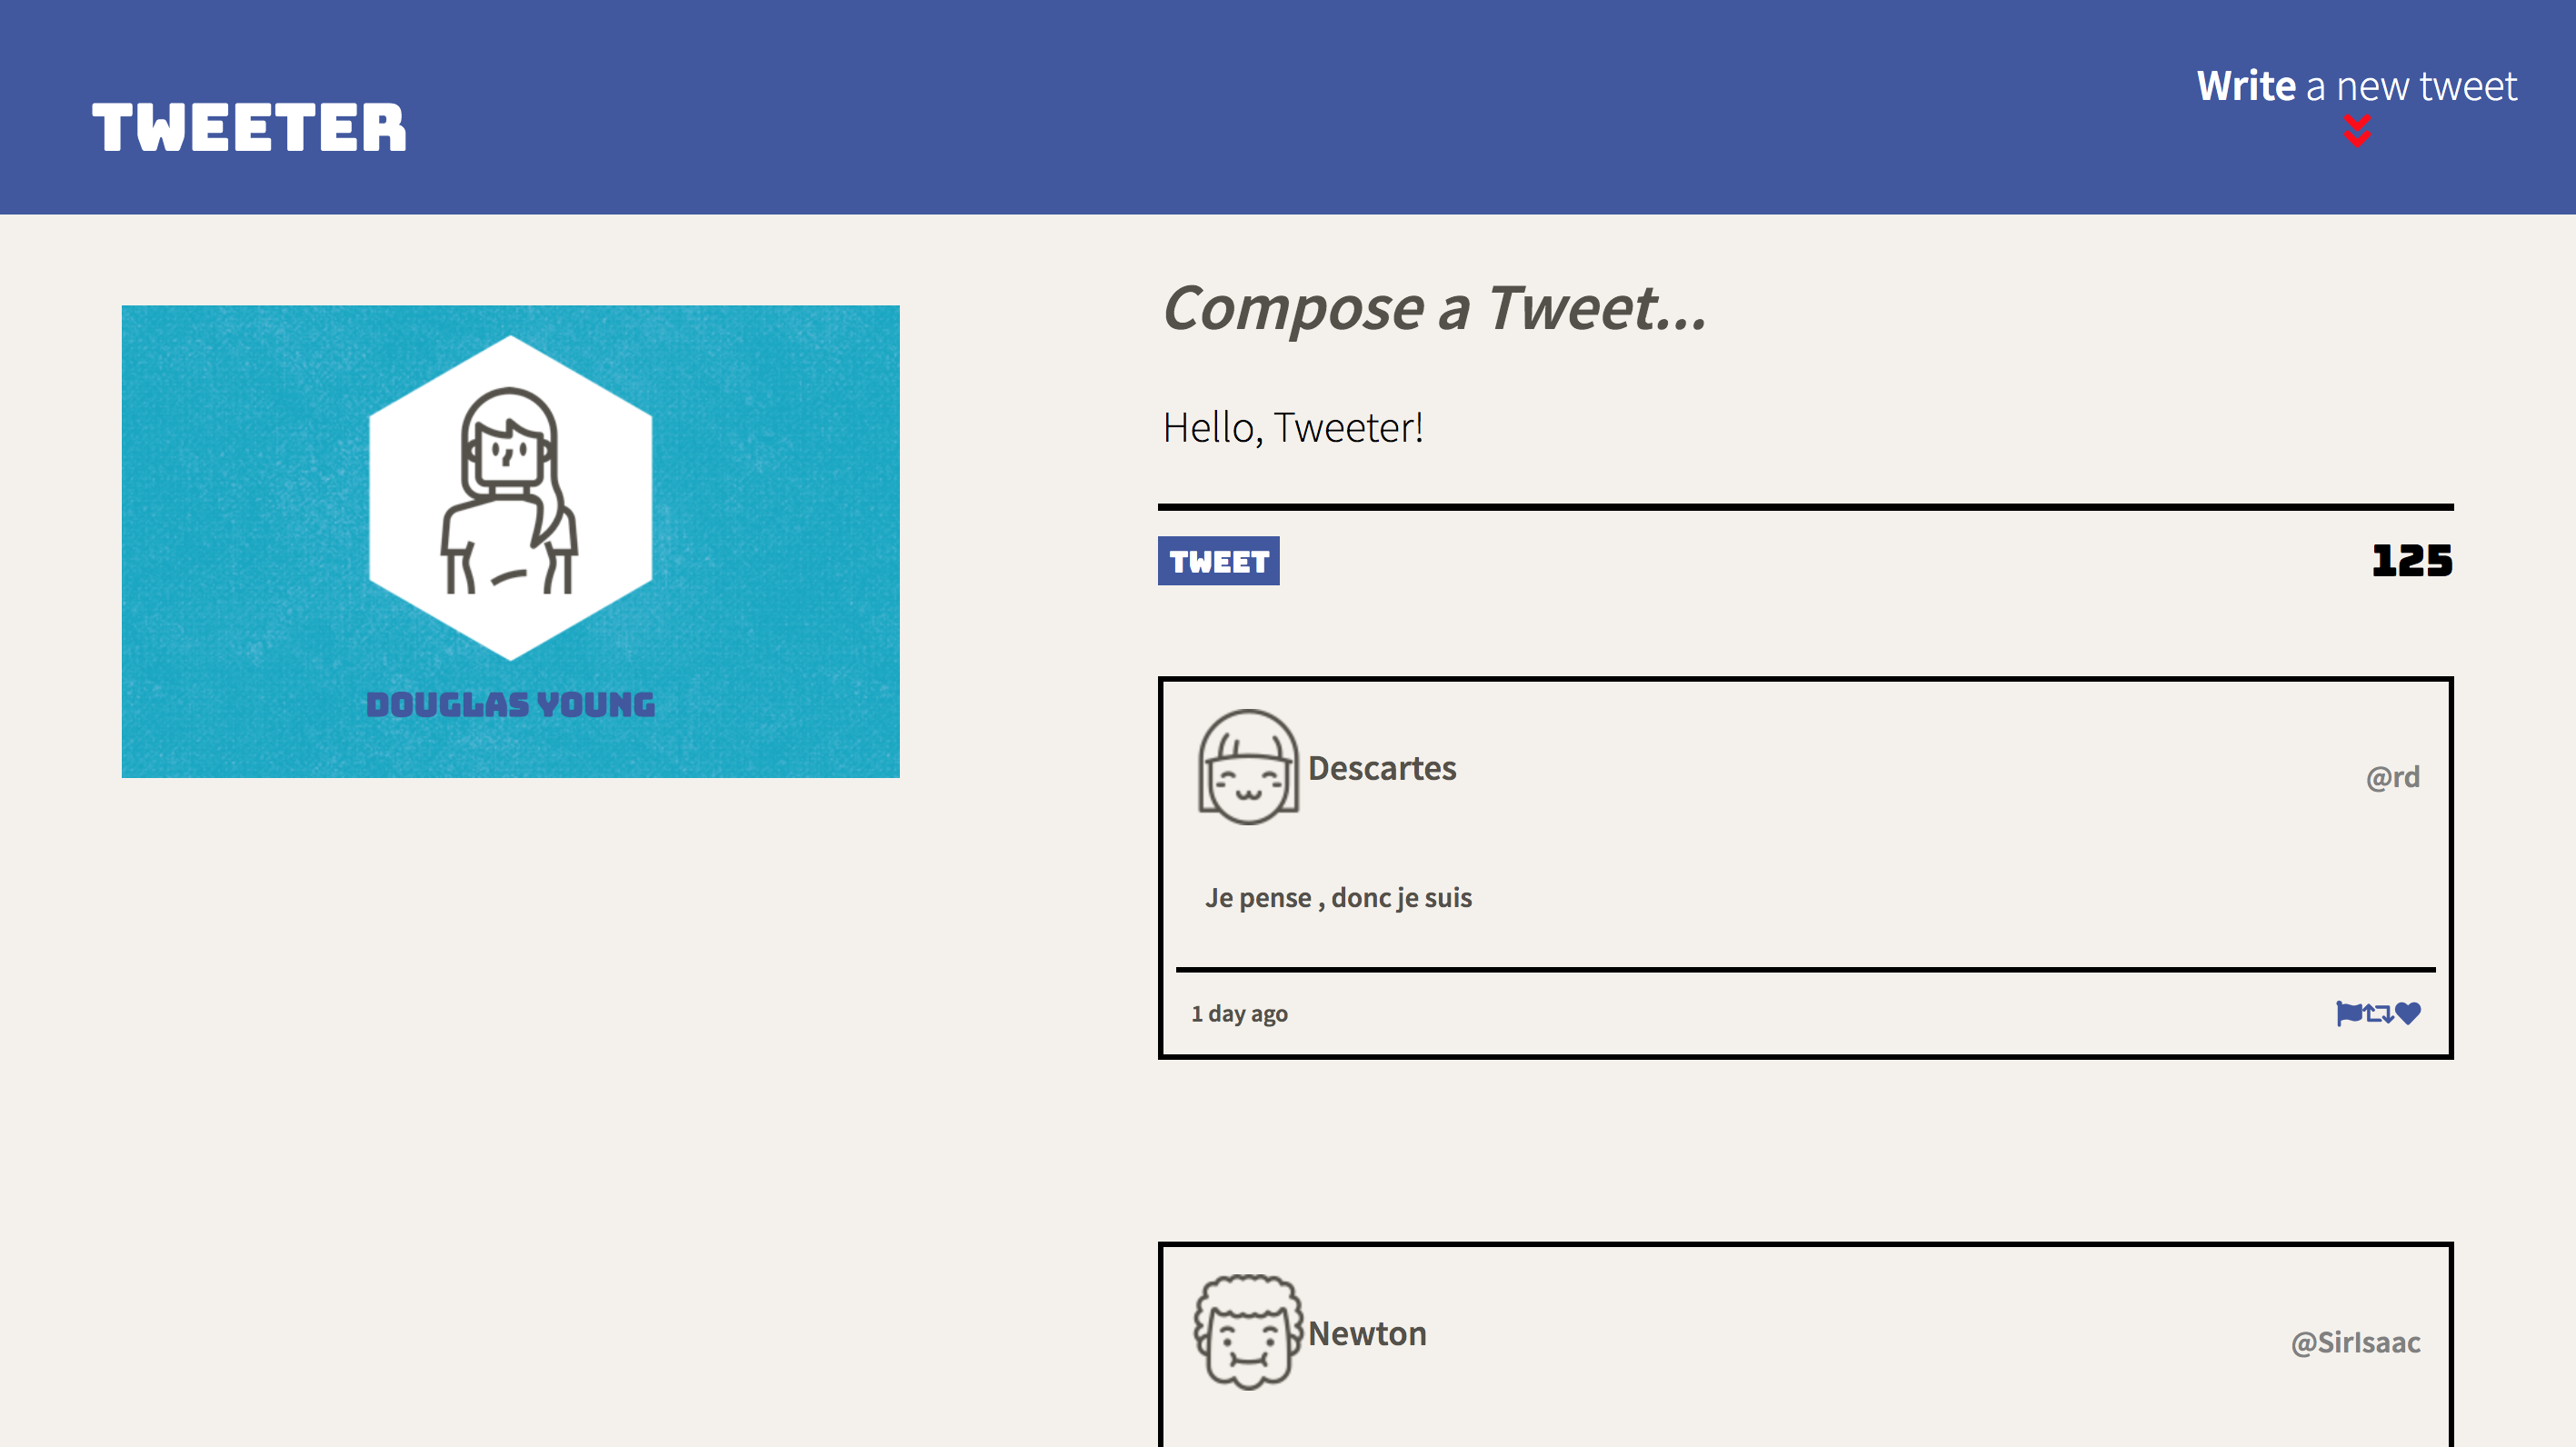 TWEETER
Write a new tweet
DOUGLAS YOUNG
Compose a Tweet...
Hello, Tweeter!
TWEET
125
Descartes
@rd
Je pense , donc je suis
1 day ago
Newton
@SirIsaac